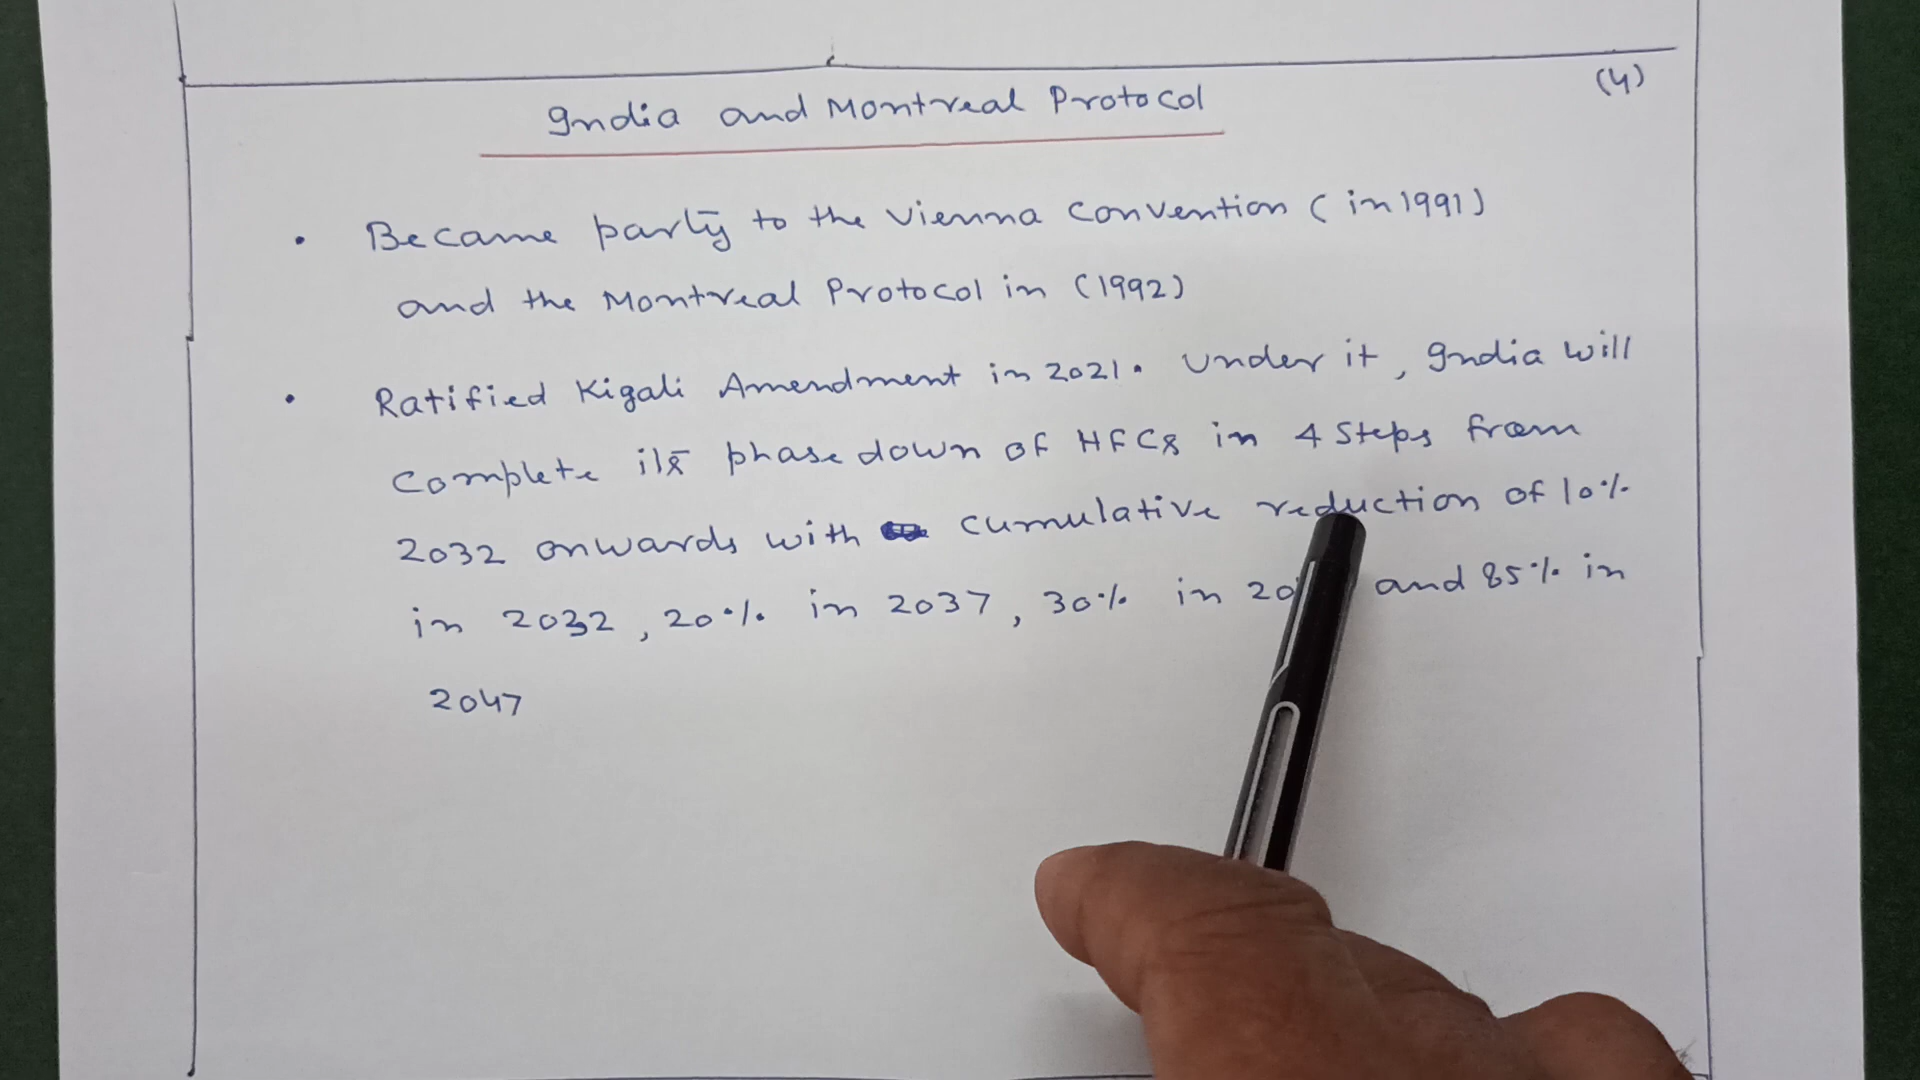 (4)
India and Montreal Protocol
• Became party to the Vienna Convention (in 1991)
and the Montreal Protocol in (1992)
• Ratified Kigali Amendment in 2021. Under it, India will
complete its phase down of HFCs in 4 steps from
2032 onwards with cumulative reduction of 10%
in 2032, 20% in 2037, 30% in and 85% in
2047